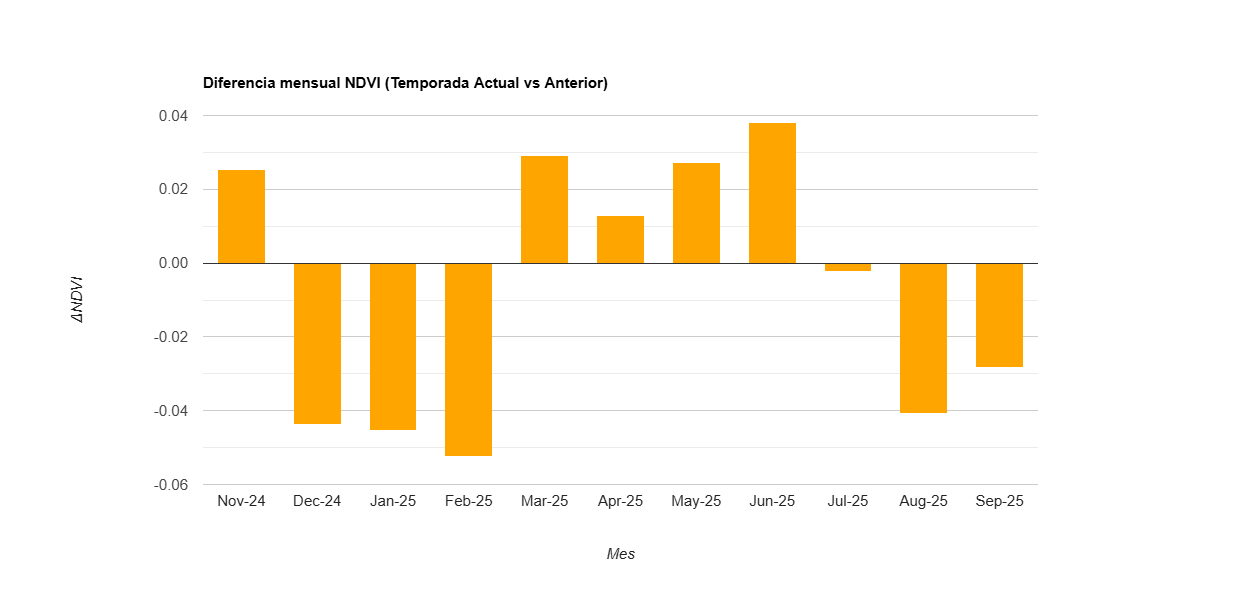 Diferencia mensual NDVI (Temporada Actual vs Anterior)
0.04
0.02
0.00
-0.02
-0.04
-0.06
ΔNDVI
Nov-24 Dec-24 Jan-25 Feb-25 Mar-25 Apr-25 May-25 Jun-25 Jul-25 Aug-25 Sep-25
Mes